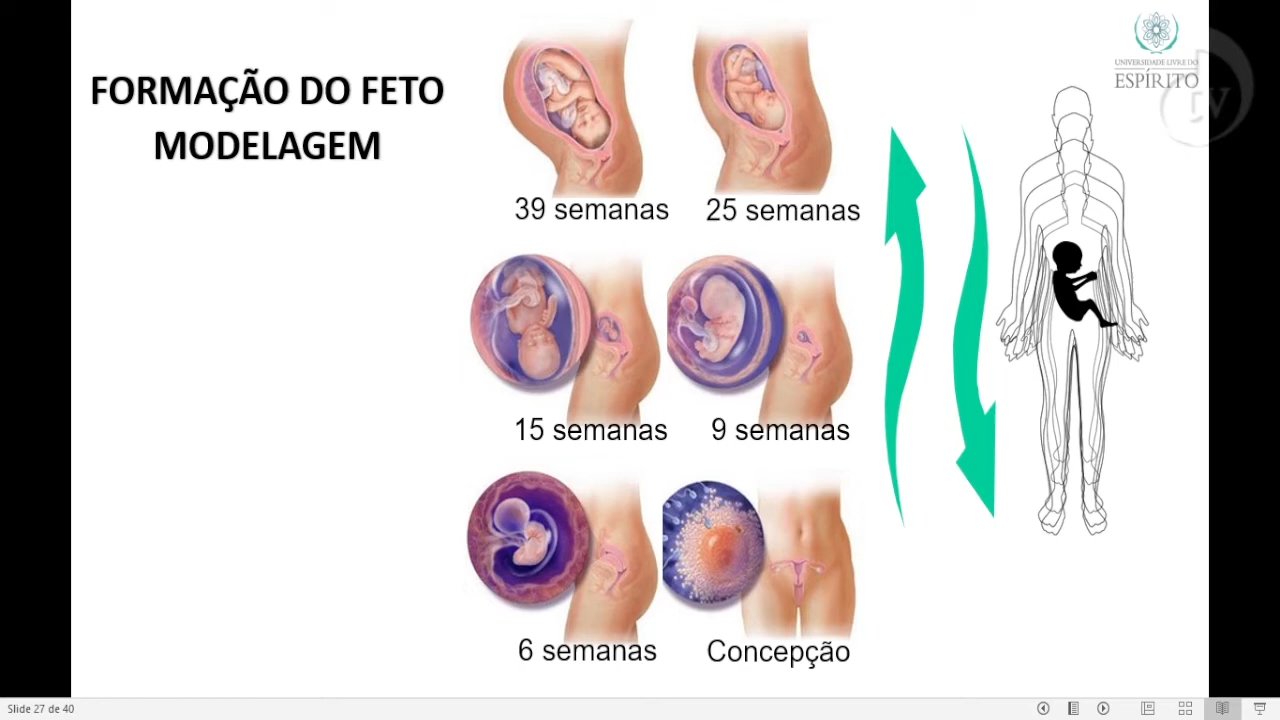 FORMAÇÃO DO FETO
MODELAGEM
UNIVERSIDADE LIVRE DO
ESPÍRITO
TV
39 semanas
25 semanas
15 semanas
9 semanas
6 semanas
Concepção
Slide 27 de 40